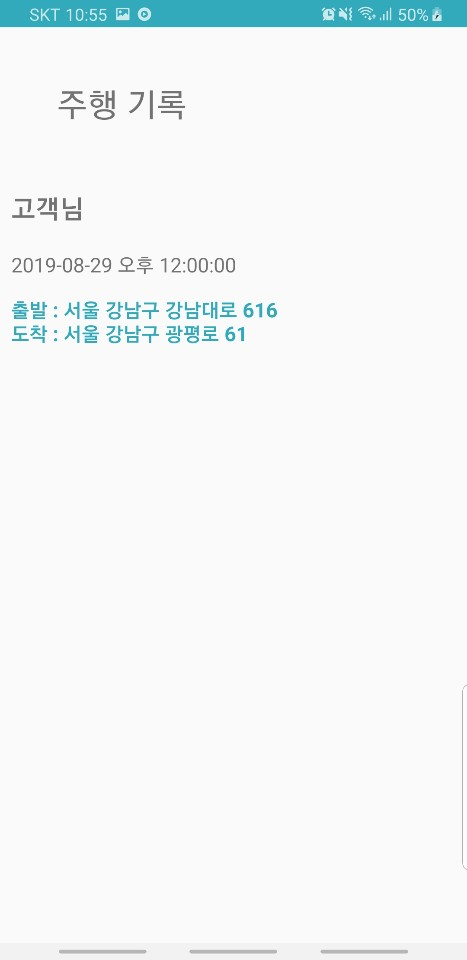 SKT 10:55 50%
주행 기록
고객님
2019-08-29 오후 12:00:00
출발 : 서울 강남구 강남대로 616
도착 : 서울 강남구 광평로 61